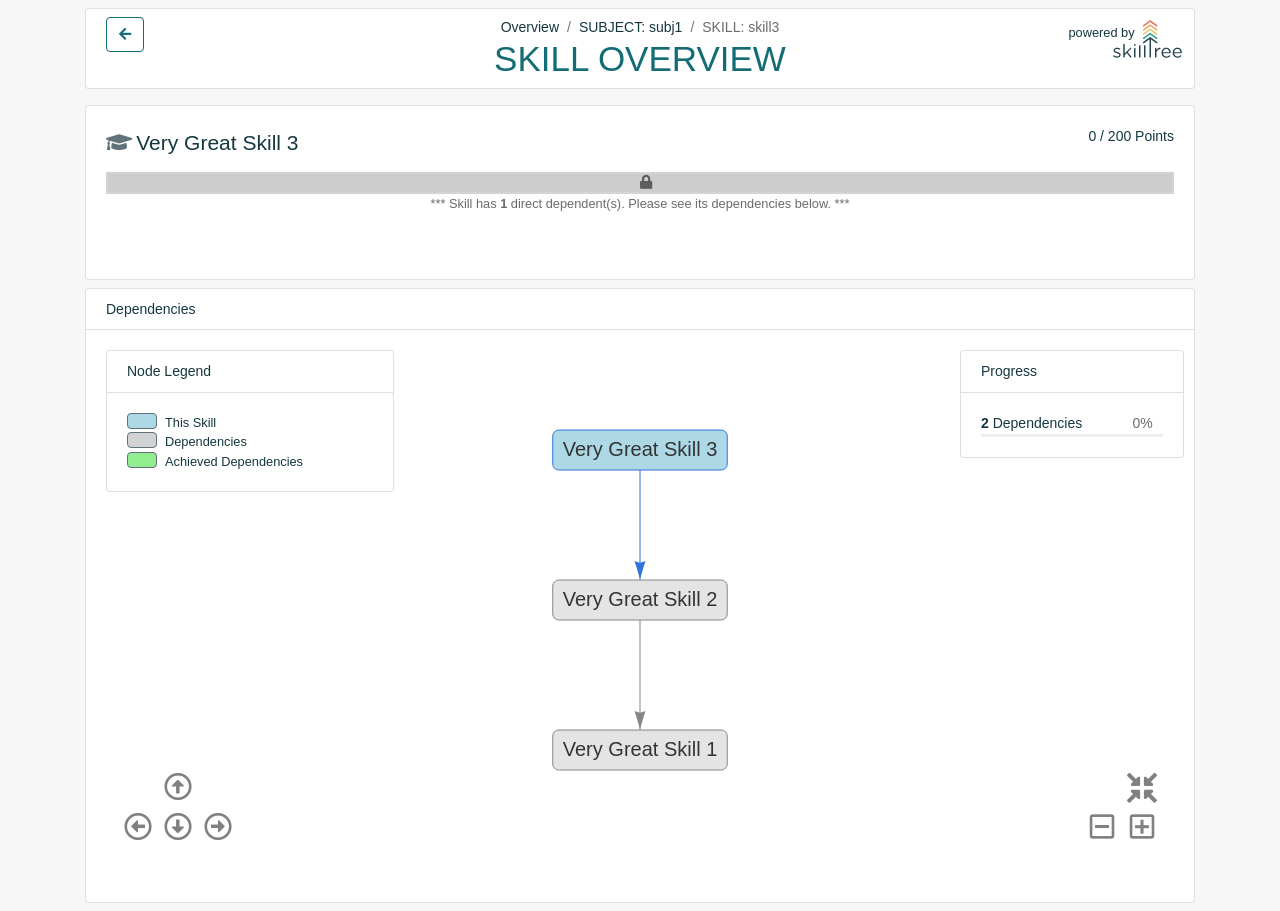 Overview / SUBJECT: subj1 / SKILL: skill3
SKILL OVERVIEW
powered by
skilltree
Very Great Skill 3
0 / 200 Points
*** Skill has 1 direct dependent(s). Please see its dependencies below. ***
Dependencies
Node Legend
This Skill
Dependencies
Achieved Dependencies
Progress
2 Dependencies 0%
Very Great Skill 3
Very Great Skill 2
Very Great Skill 1